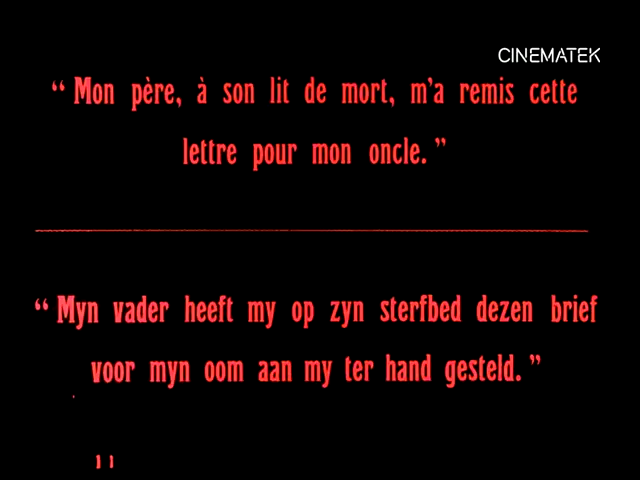 CINEMATEK
“ Mon père, à son lit de mort, m'a remis cette
lettre pour mon oncle. ”
“ Myn vader heeft my op zyn sterfbed dezen brief
voor myn oom aan my ter hand gesteld. ”